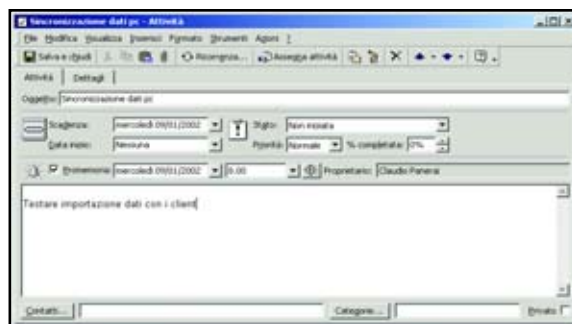 Sincronizzazione dati pc - Attività
File Modifica Visualizza Inserisci Formato Strumenti Azioni ?
Salva e chiudi Ricorrenza... Assegna attività
Attività Dettagli
Oggetto: Sincronizzazione dati pc
Scadenza: mercoledì 09/01/2002 Stato: Non iniziata
Data inizio: Nessuna Priorità: Normale % completata: 0%
Promemoria: mercoledì 09/01/2002 8.00 Proprietario: Claudio Panerai
Testare importazione dati con i client
Contatti... Categorie... Privato